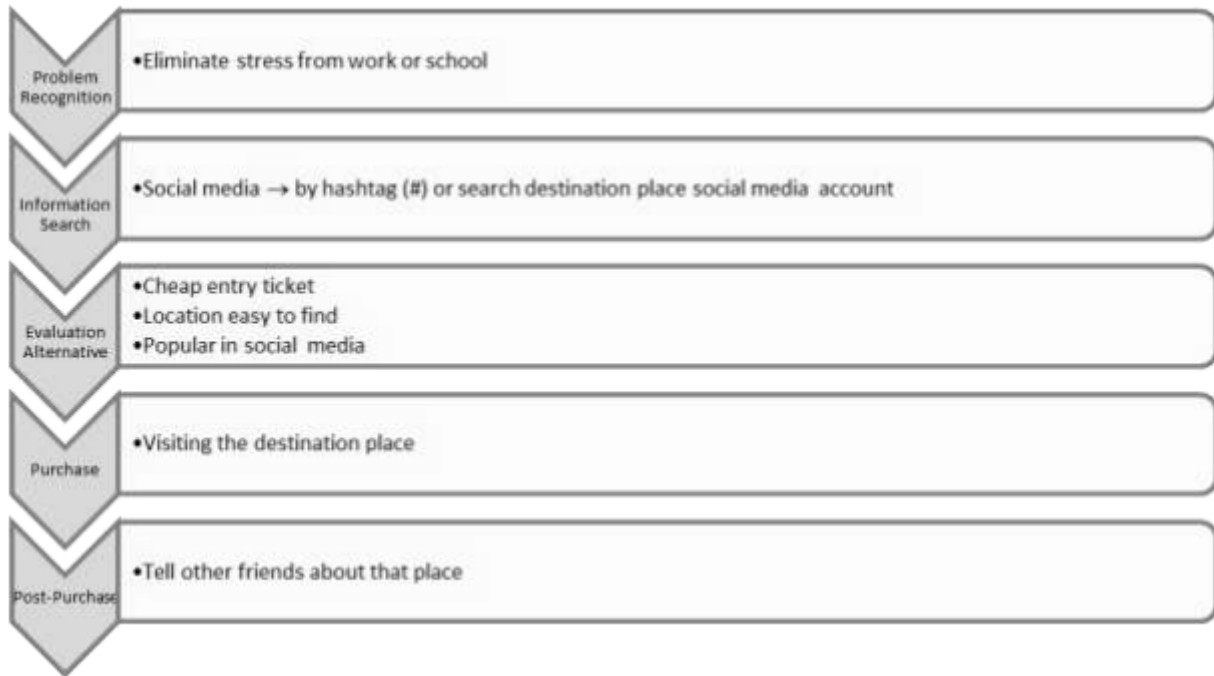 Problem
Recognition
•Eliminate stress from work or school
Information
Search
•Social media → by hashtag (#) or search destination place social media account
Evaluation
Alternative
•Cheap entry ticket
•Location easy to find
•Popular in social media
Purchase
•Visiting the destination place
Post-Purchase
•Tell other friends about that place